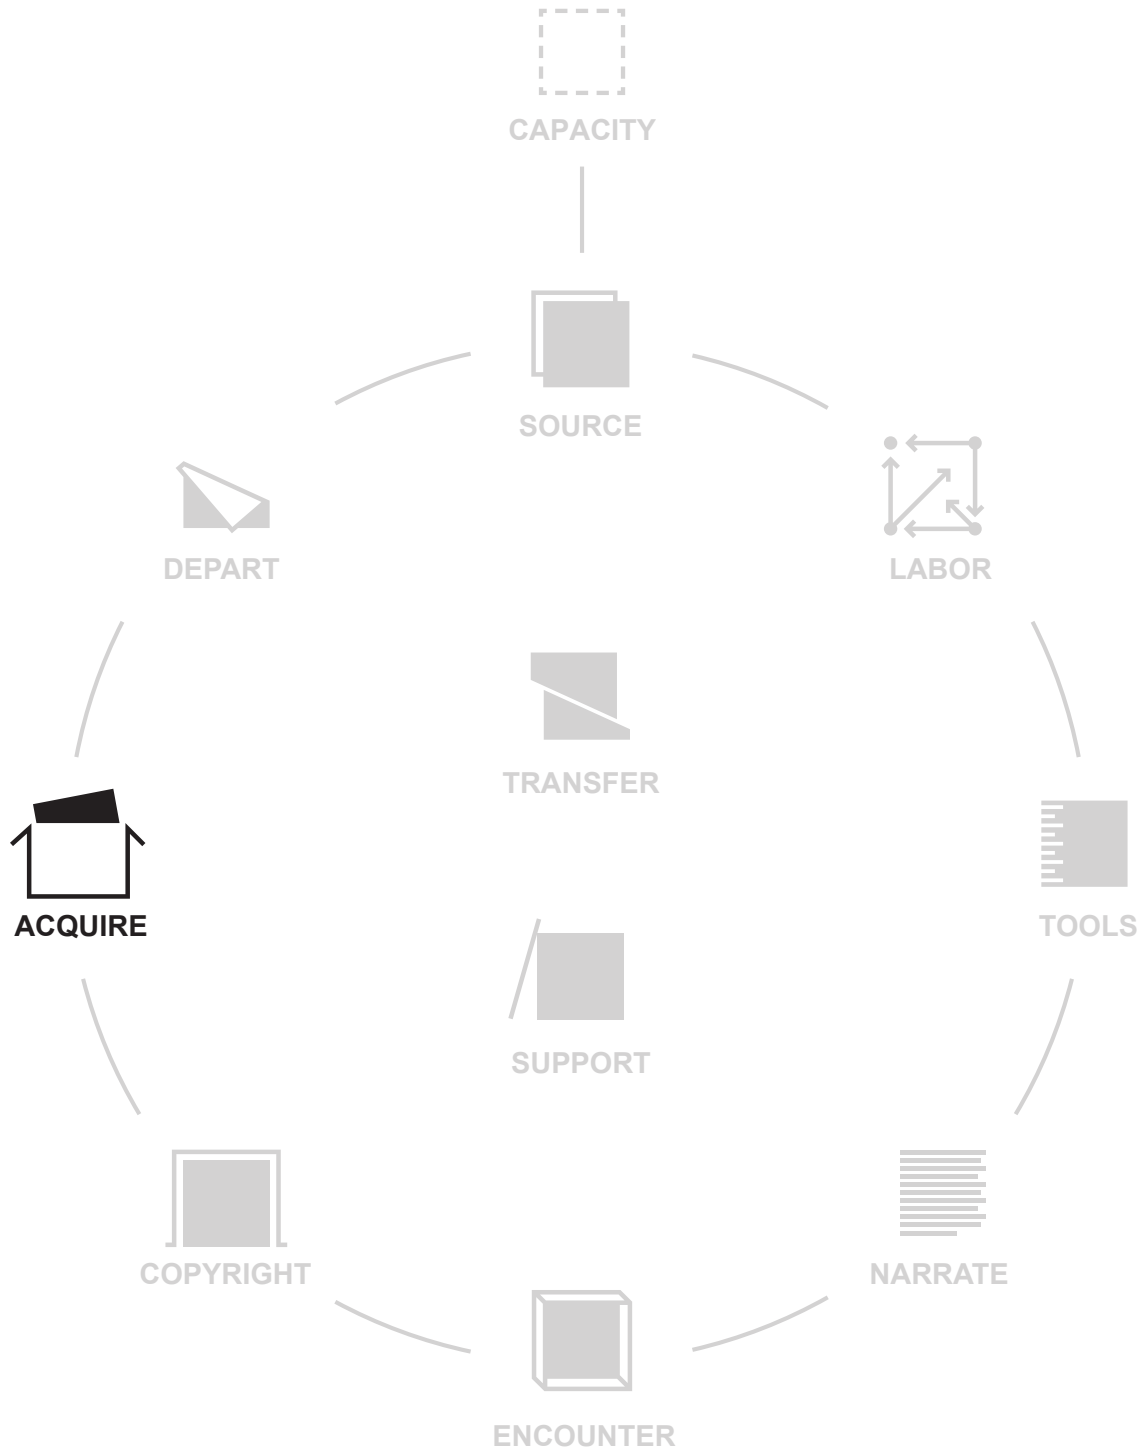 CAPACITY
SOURCE
DEPART
LABOR
TRANSFER
ACQUIRE
TOOLS
SUPPORT
COPYRIGHT
NARRATE
ENCOUNTER